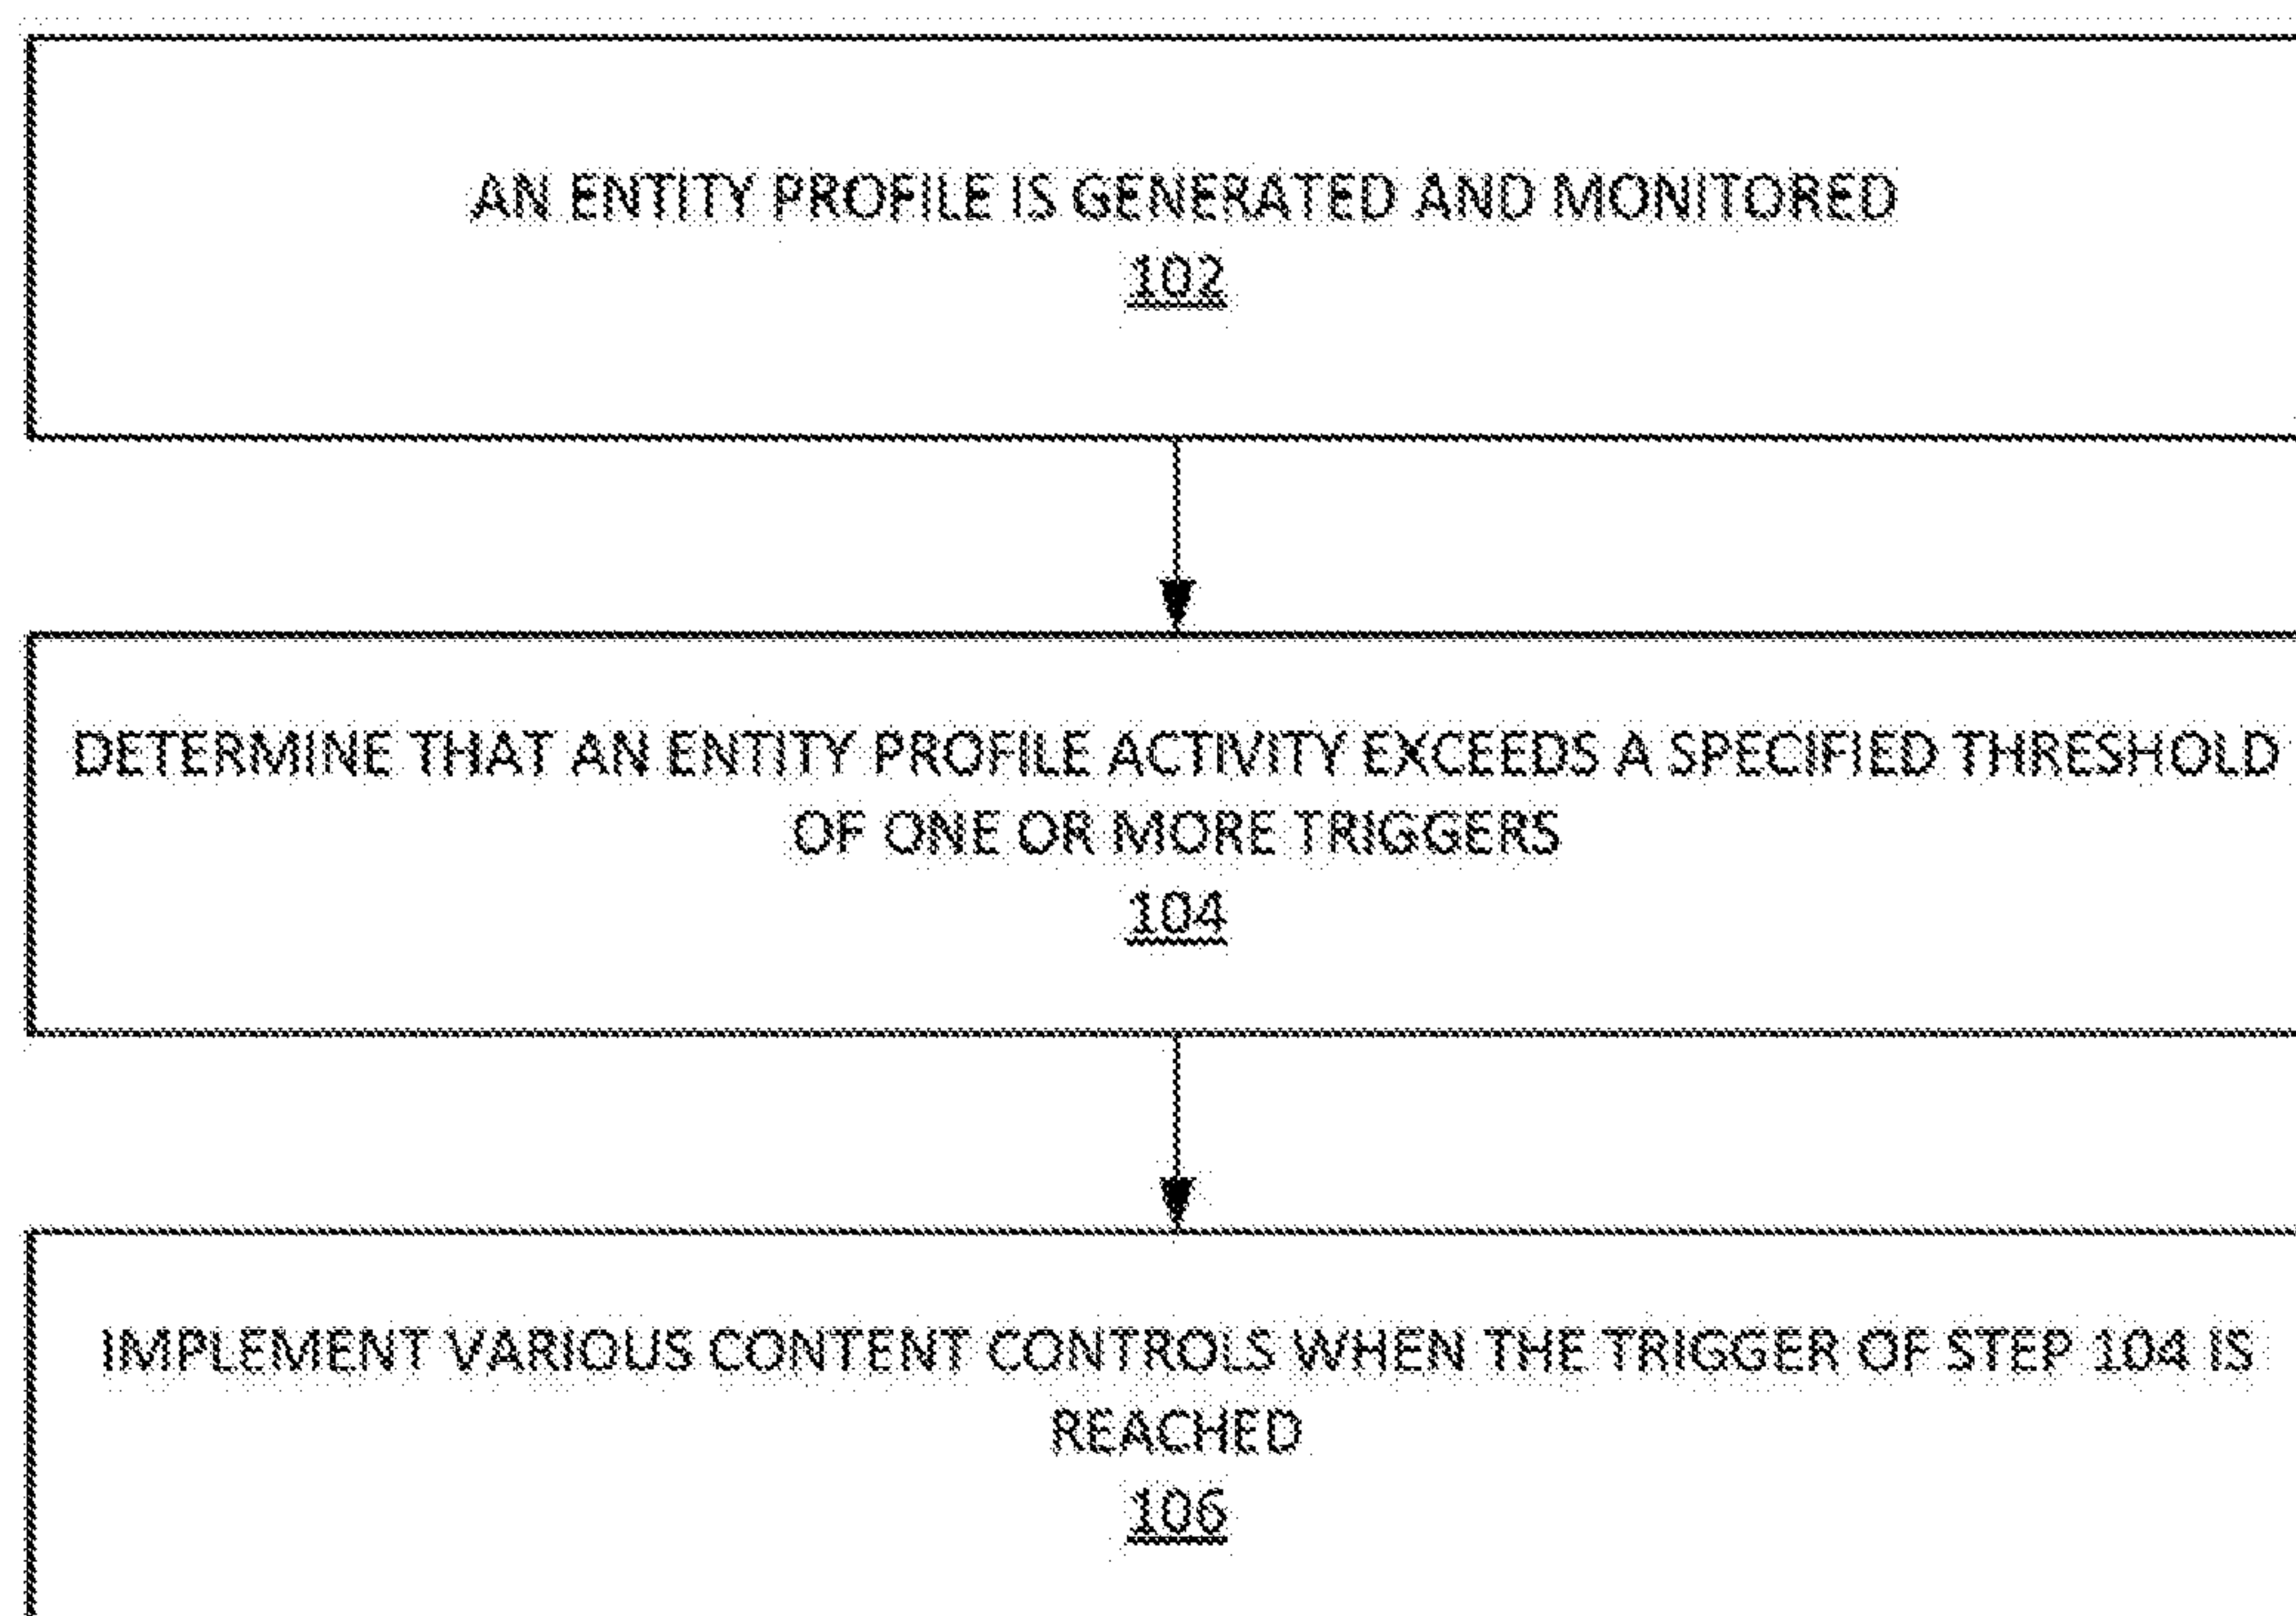 AN ENTITY PROFILE IS GENERATED AND MONITORED
102
DETERMINE THAT AN ENTITY PROFILE ACTIVITY EXCEEDS A SPECIFIED THRESHOLD
OF ONE OR MORE TRIGGERS
104
IMPLEMENT VARIOUS CONTENT CONTROLS WHEN THE TRIGGER OF STEP 104 IS
REACHED
106